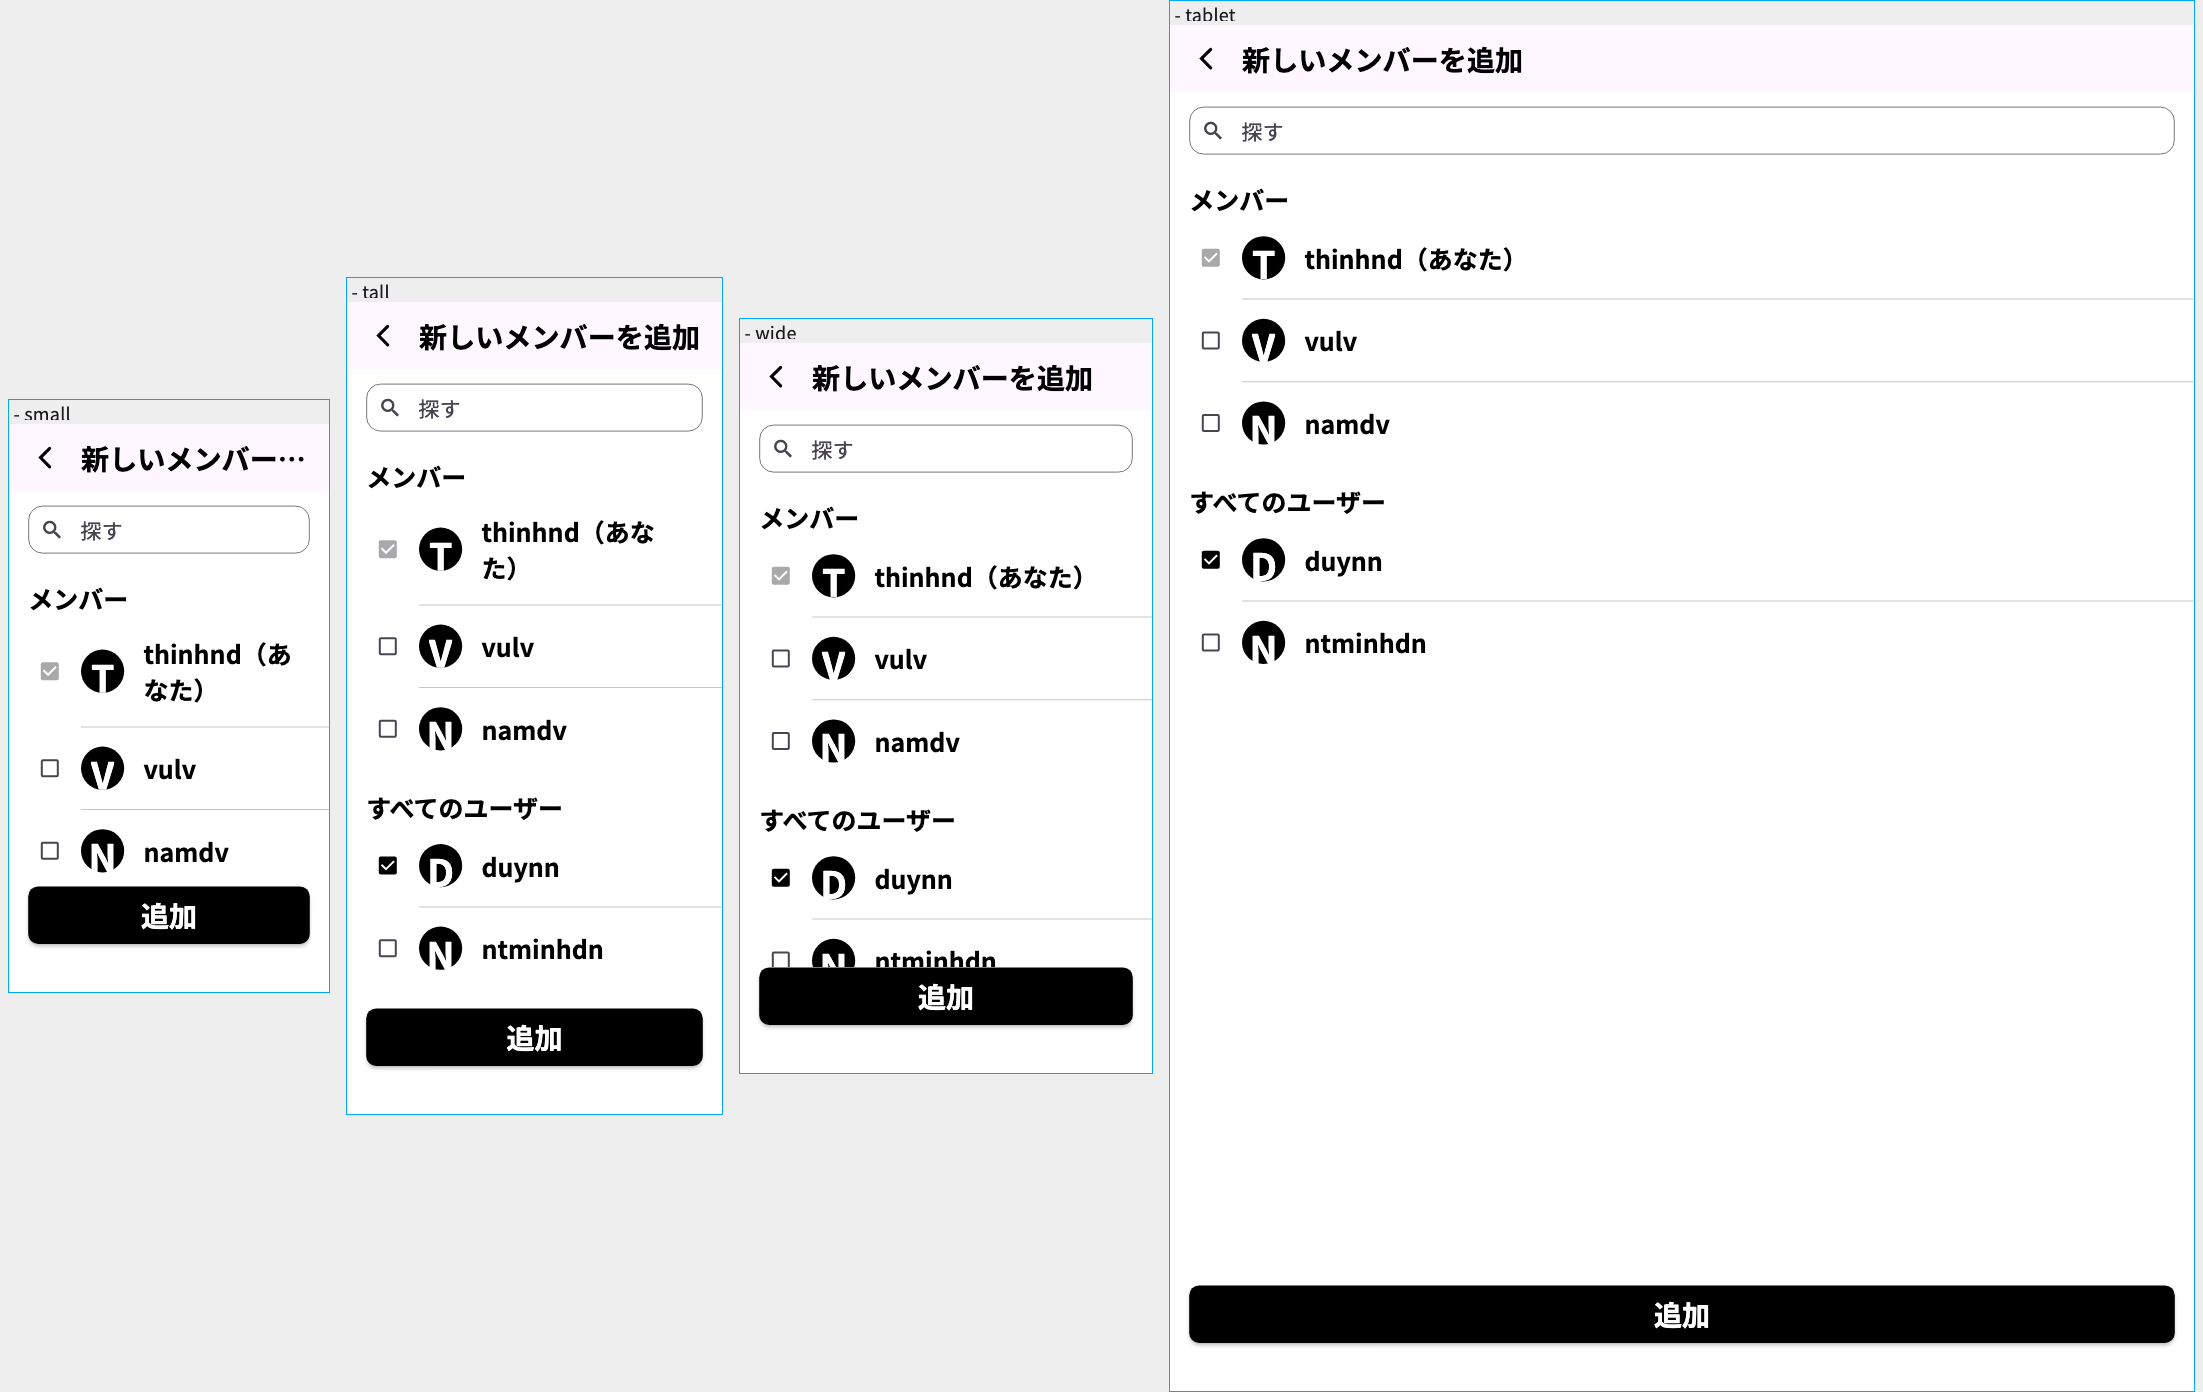 - small
新しいメンバー…
探す
メンバー
T
thinhnd（あ
なた）
V
vulv
N
namdv
追加
- tall
新しいメンバーを追加
探す
メンバー
T
thinhnd（あな
た）
V
vulv
N
namdv
すべてのユーザー
D
duynn
N
ntminhdn
追加
- wide
新しいメンバーを追加
探す
メンバー
T
thinhnd（あなた）
V
vulv
N
namdv
すべてのユーザー
D
duynn
N
ntminhdn
追加
- tablet
新しいメンバーを追加
探す
メンバー
T
thinhnd（あなた）
V
vulv
N
namdv
すべてのユーザー
D
duynn
N
ntminhdn
追加